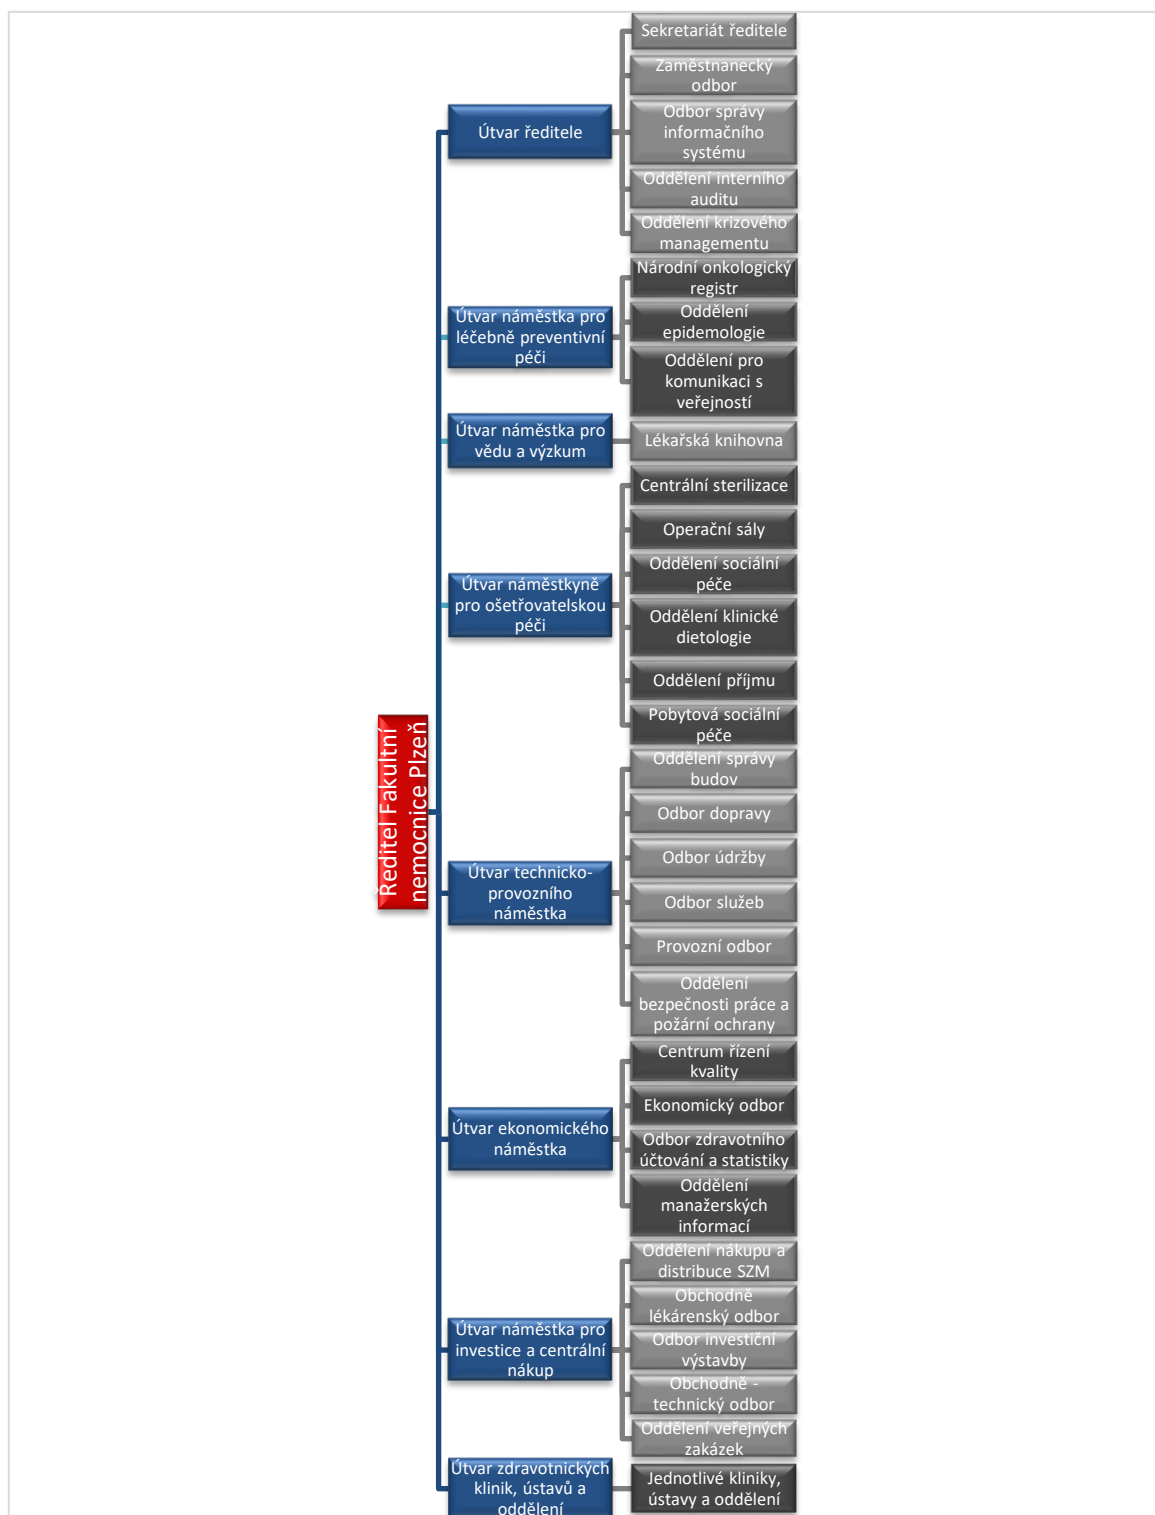 Ředitel Fakultní
nemocnice Plzeň
Útvar ředitele
Sekretariát ředitele
Zaměstnanecký
odbor
Odbor správy
informačního
systému
Oddělení interního
auditu
Oddělení krizového
managementu
Útvar náměstka pro
léčebně preventivní
péči
Národní onkologický
registr
Oddělení
epidemologie
Oddělení pro
komunikaci s
veřejností
Útvar náměstka pro
vědu a výzkum
Lékařská knihovna
Útvar náměstkyně
pro ošetřovatelskou
péči
Centrální sterilizace
Operační sály
Oddělení sociální
péče
Oddělení klinické
dietologie
Oddělení příjmu
Pobytová sociální
péče
Útvar technicko-
provozního
náměstka
Oddělení správy
budov
Odbor dopravy
Odbor údržby
Odbor služeb
Provozní odbor
Oddělení
bezpečnosti práce a
požární ochrany
Útvar ekonomického
náměstka
Centrum řízení
kvality
Ekonomický odbor
Odbor zdravotního
účtování a statistiky
Oddělení
manažerských
informací
Útvar náměstka pro
investice a centrální
nákup
Oddělení nákupu a
distribuce SZM
Obchodně
lékárenský odbor
Odbor investiční
výstavby
Obchodně -
technický odbor
Oddělení veřejných
zakázek
Útvar zdravotnických
klinik, ústavů a
oddělení
Jednotlivé kliniky,
ústavy a oddělení